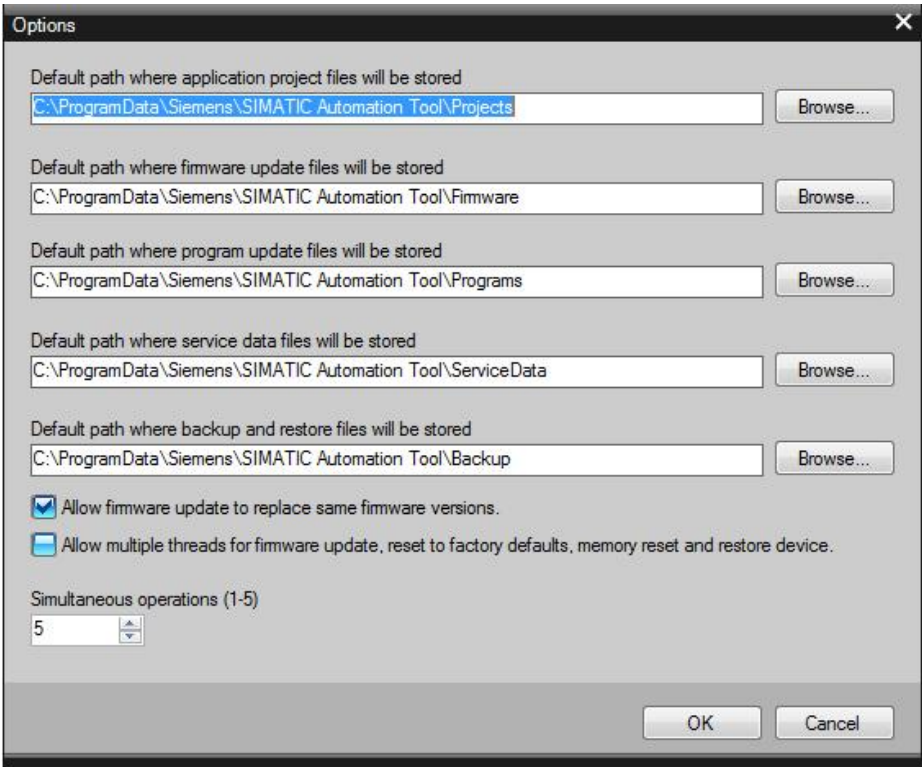 Options
Default path where application project files will be stored
C:\ProgramData\Siemens\SIMATIC Automation Tool\Projects
Browse...
Default path where firmware update files will be stored
C:\ProgramData\Siemens\SIMATIC Automation Tool\Firmware
Browse...
Default path where program update files will be stored
C:\ProgramData\Siemens\SIMATIC Automation Tool\Programs
Browse...
Default path where service data files will be stored
C:\ProgramData\Siemens\SIMATIC Automation Tool\ServiceData
Browse...
Default path where backup and restore files will be stored
C:\ProgramData\Siemens\SIMATIC Automation Tool\Backup
Browse...
Allow firmware update to replace same firmware versions.
Allow multiple threads for firmware update, reset to factory defaults, memory reset and restore device.
Simultaneous operations (1-5)
5
OK
Cancel